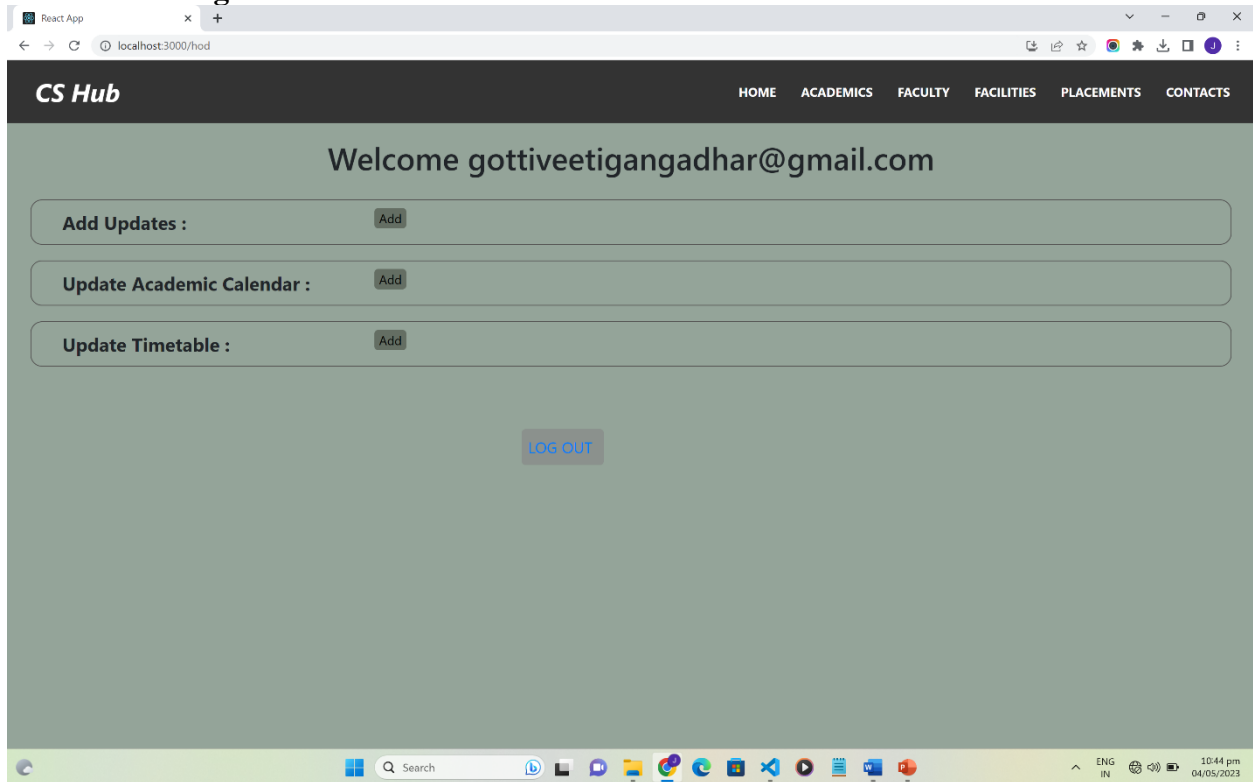 React App
localhost:3000/hod
J
CS Hub
HOME ACADEMICS FACULTY FACILITIES PLACEMENTS CONTACTS
Welcome gottiveetigangadhar@gmail.com
Add Updates : Add
Update Academic Calendar : Add
Update Timetable : Add
LOG OUT
Search
ENG 10:44 pm
IN 04/05/2023